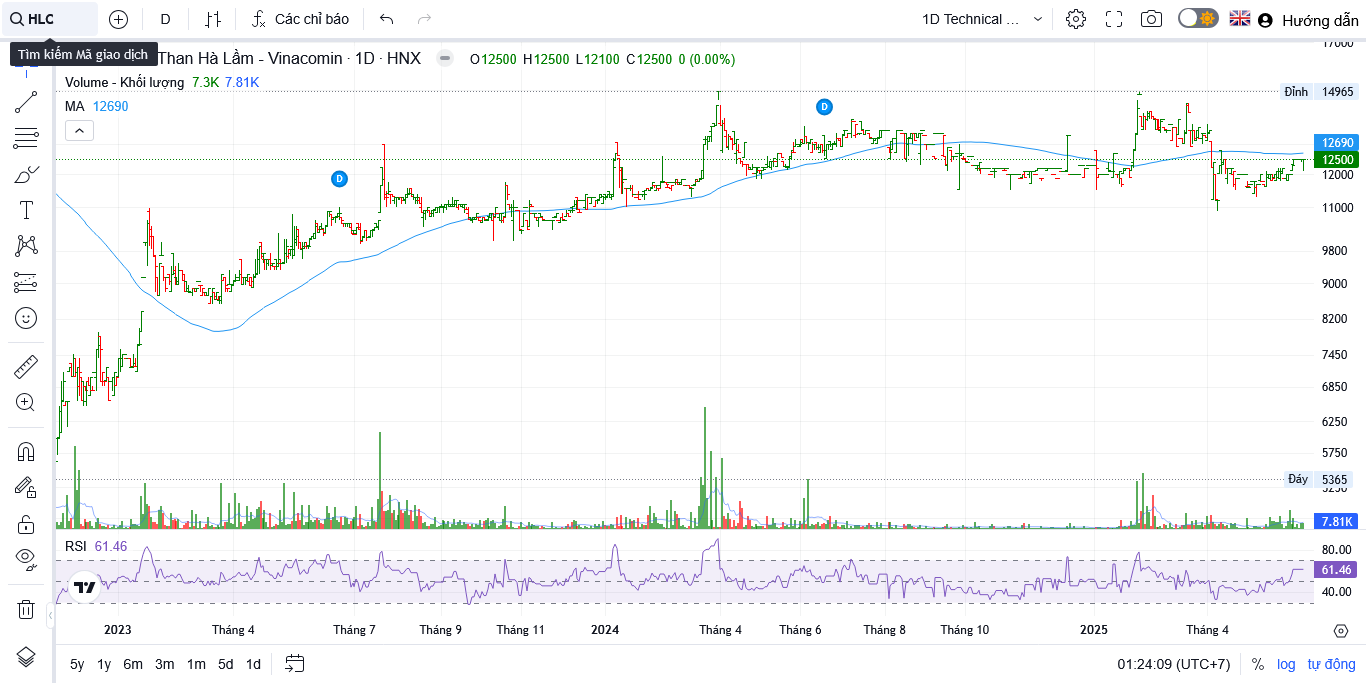 HLC D Các chỉ báo 1D Technical ... Hướng dẫn
Tìm kiếm Mã giao dịch
Than Hà Lầm - Vinacomin · 1D · HNX O12500 H12500 L12100 C12500 0 (0.00%)
Volume - Khối lượng 7.3K 7.81K
MA 12690
D
D
T
17000
Đỉnh 14965
12690
12500
12000
11000
9800
9000
8200
7450
6850
6250
5750
Đáy 5365
5250
7.81K
RSI 61.46
80.00
61.46
40.00
2023 Tháng 4 Tháng 7 Tháng 9 Tháng 11 2024 Tháng 4 Tháng 6 Tháng 8 Tháng 10 2025 Tháng 4
5y 1y 6m 3m 1m 5d 1d 01:24:09 (UTC+7) % log tự động